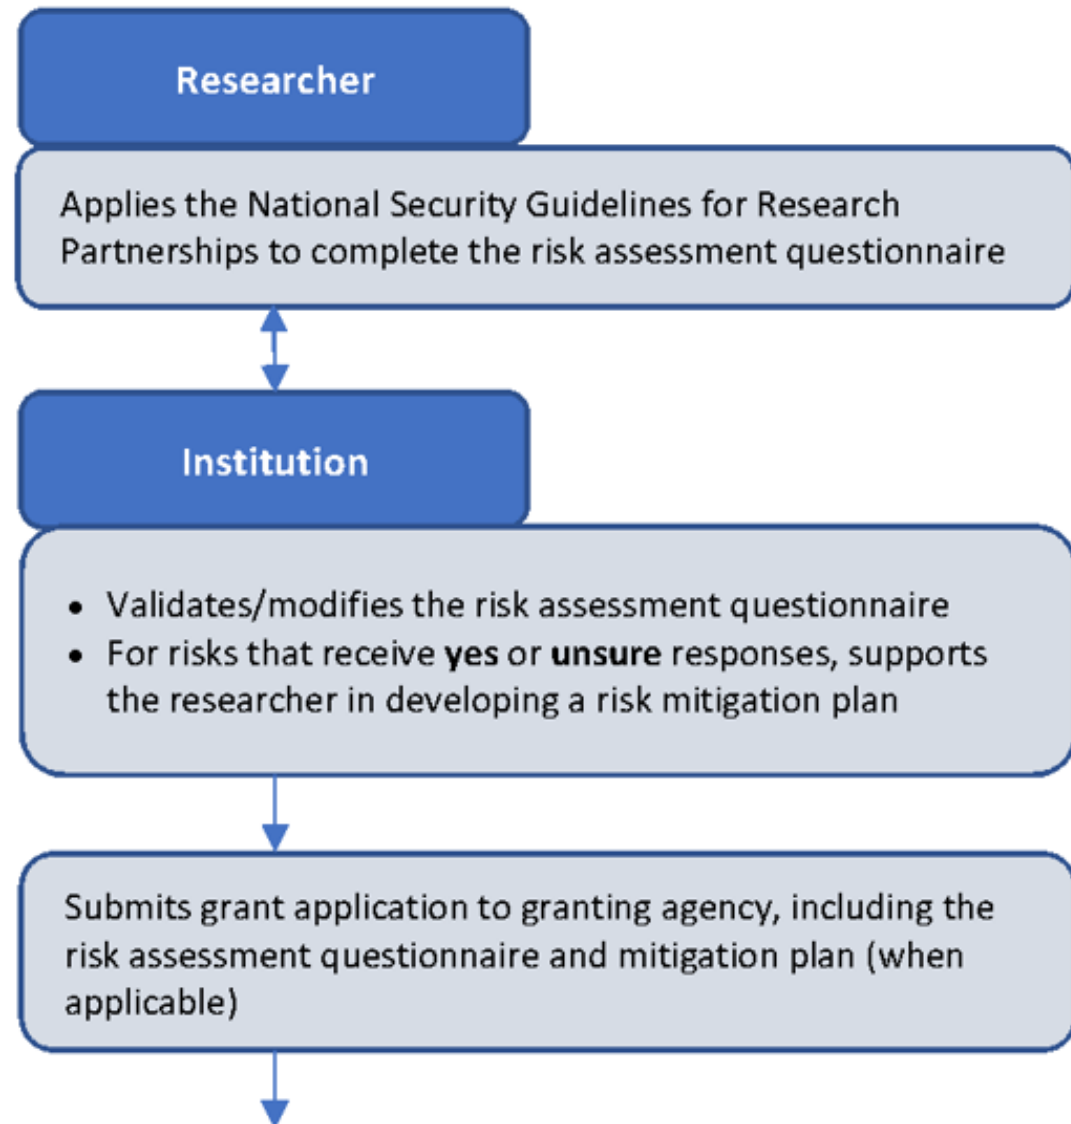 Researcher
Applies the National Security Guidelines for Research
Partnerships to complete the risk assessment questionnaire
Institution
• Validates/modifies the risk assessment questionnaire
• For risks that receive yes or unsure responses, supports
the researcher in developing a risk mitigation plan
Submits grant application to granting agency, including the
risk assessment questionnaire and mitigation plan (when
applicable)